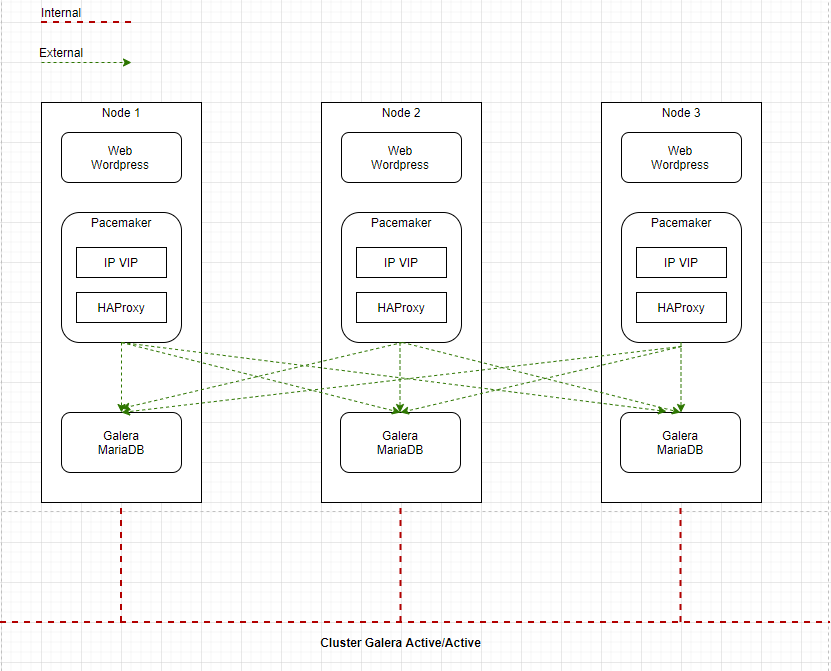 Internal
External
Node 1
Node 2
Node 3
Web
Wordpress
Web
Wordpress
Web
Wordpress
Pacemaker
Pacemaker
Pacemaker
IP VIP
IP VIP
IP VIP
HAProxy
HAProxy
HAProxy
Galera
MariaDB
Galera
MariaDB
Galera
MariaDB
Cluster Galera Active/Active